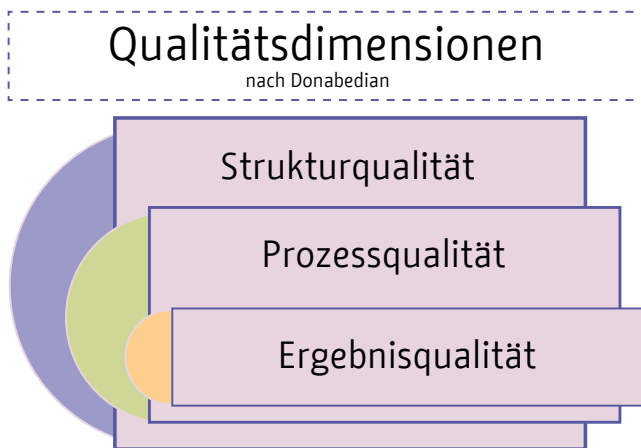 Qualitätsdimensionen
nach Donabedian
Strukturqualität
Prozessqualität
Ergebnisqualität